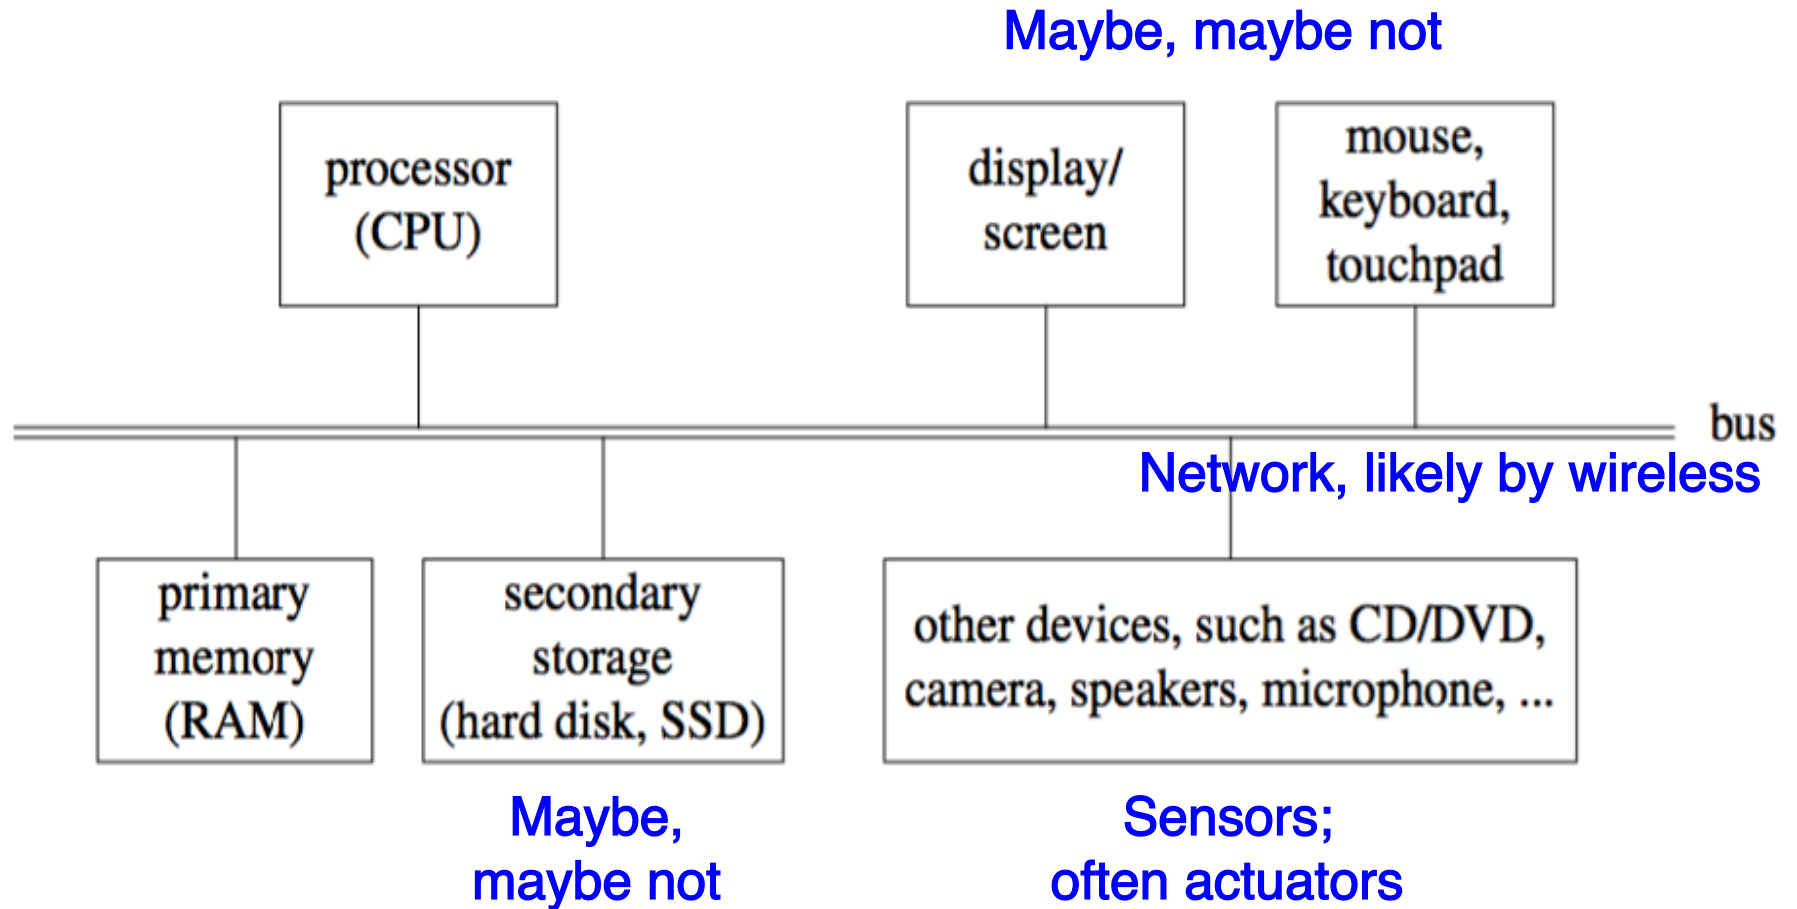 Maybe, maybe not
processor
(CPU)
display/
screen
mouse,
keyboard,
touchpad
bus
Network, likely by wireless
primary
memory
(RAM)
secondary
storage
(hard disk, SSD)
other devices, such as CD/DVD,
camera, speakers, microphone, ...
Maybe,
maybe not
Sensors;
often actuators